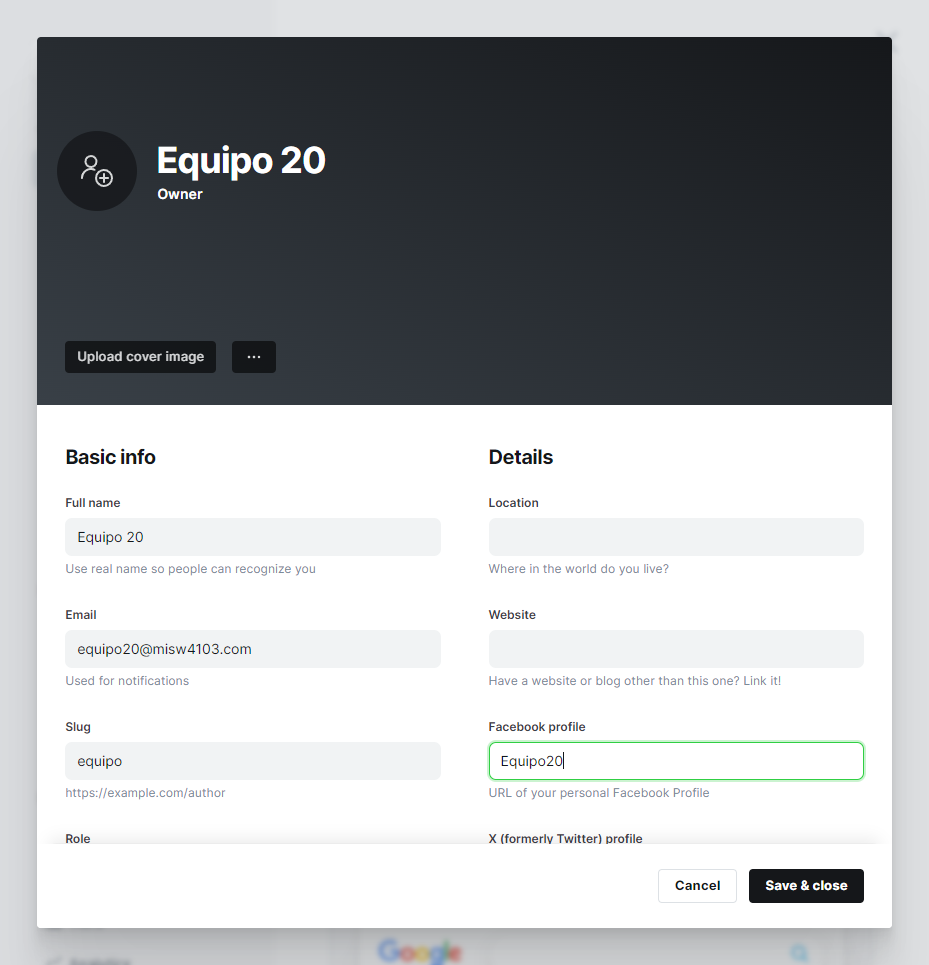 Equipo 20
Owner
Upload cover image
Basic info
Full name
Equipo 20
Use real name so people can recognize you
Email
equipo20@misw4103.com
Used for notifications
Slug
equipo
https://example.com/author
Role
Details
Location
Where in the world do you live?
Website
Have a website or blog other than this one? Link it!
Facebook profile
Equipo20
URL of your personal Facebook Profile
X (formerly Twitter) profile
Cancel
Save & close
Google
Analytics